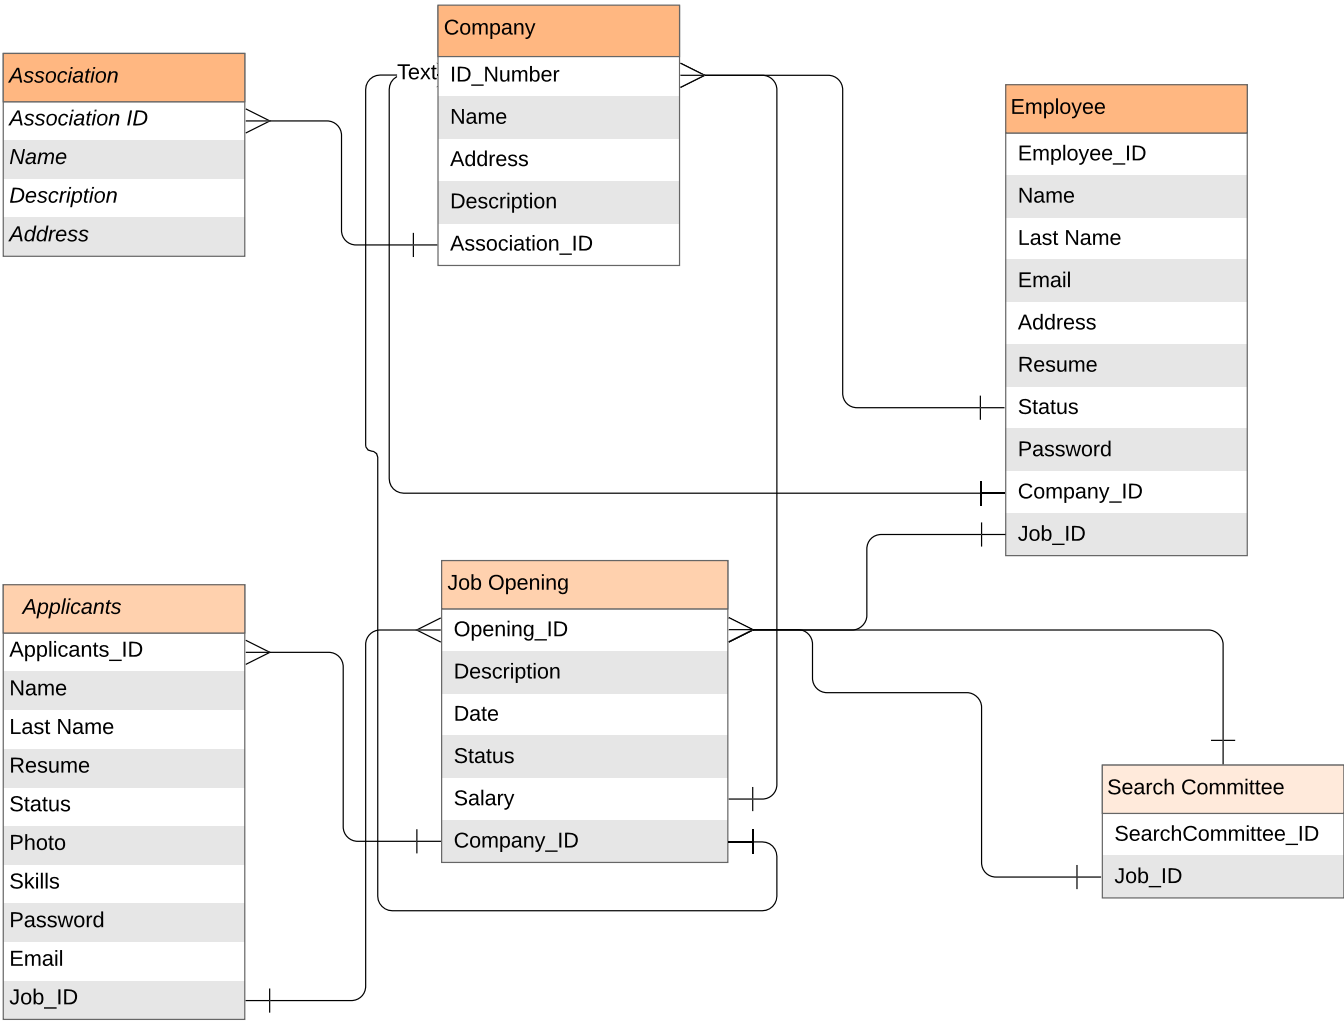 Association
Association ID
Name
Description
Address
Company
Text
ID_Number
Name
Address
Description
Association_ID
Employee
Employee_ID
Name
Last Name
Email
Address
Resume
Status
Password
Company_ID
Job_ID
Applicants
Applicants_ID
Name
Last Name
Resume
Status
Photo
Skills
Password
Email
Job_ID
Job Opening
Opening_ID
Description
Date
Status
Salary
Company_ID
Search Committee
SearchCommittee_ID
Job_ID